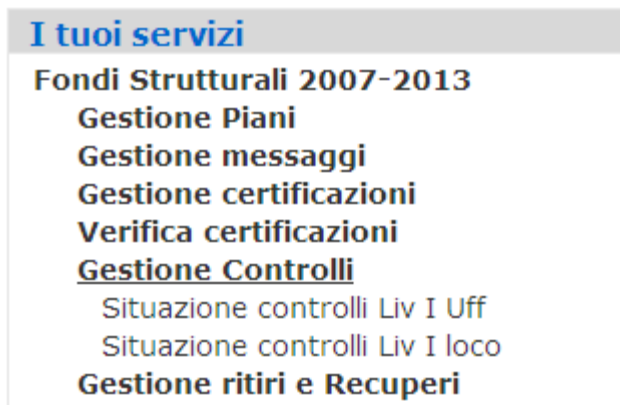 I tuoi servizi
Fondi Strutturali 2007-2013
Gestione Piani
Gestione messaggi
Gestione certificazioni
Verifica certificazioni
Gestione Controlli
Situazione controlli Liv I Uff
Situazione controlli Liv I loco
Gestione ritiri e Recuperi